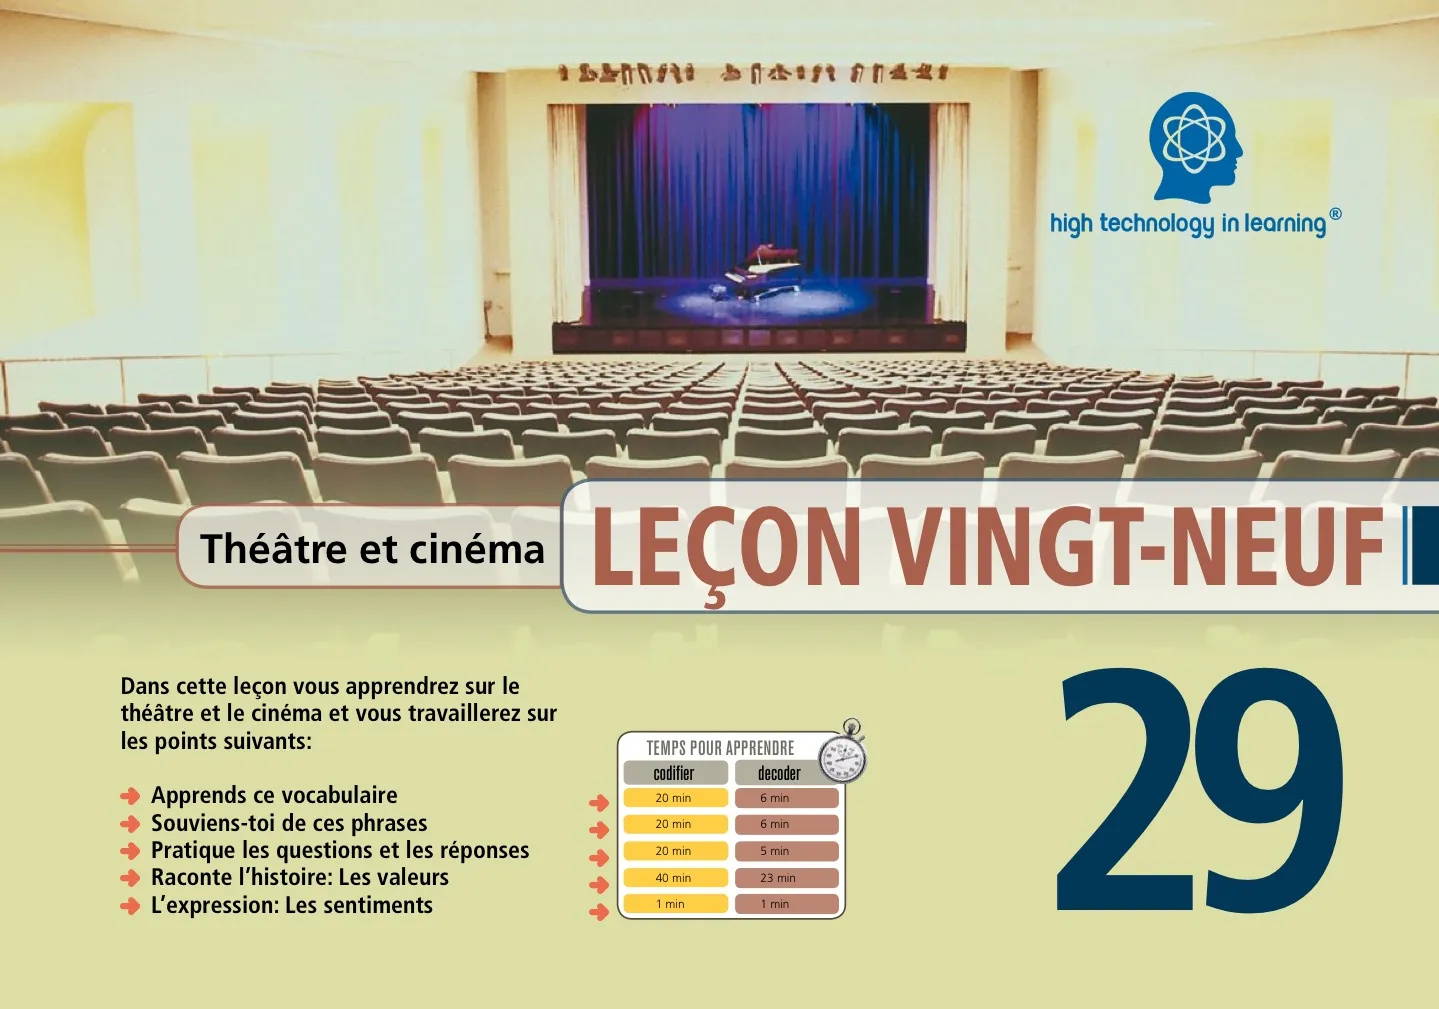 high technology in learning®
Théâtre et cinéma
LEÇON VINGT-NEUF
29
Dans cette leçon vous apprendrez sur le
théâtre et le cinéma et vous travaillerez sur
les points suivants:
Apprends ce vocabulaire
Souviens-toi de ces phrases
Pratique les questions et les réponses
Raconte l’histoire: Les valeurs
L’expression: Les sentiments
TEMPS POUR APPRENDRE
codifier decoder
20 min 6 min
20 min 6 min
20 min 5 min
40 min 23 min
1 min 1 min